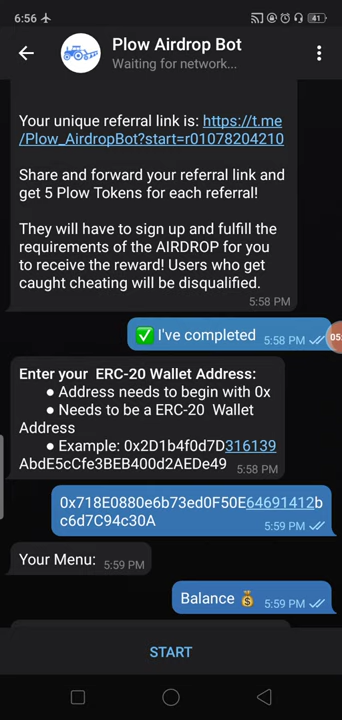 6:56
41
Plow Airdrop Bot
Waiting for network...
Your unique referral link is: https://t.me
/Plow_AirdropBot?start=r01078204210
Share and forward your referral link and
get 5 Plow Tokens for each referral!
They will have to sign up and fulfill the
requirements of the AIRDROP for you
to receive the reward! Users who get
caught cheating will be disqualified.
5:58 PM
✅ I've completed 5:58 PM
05
Enter your ERC-20 Wallet Address:
● Address needs to begin with 0x
● Needs to be a ERC-20 Wallet
Address
● Example: 0x2D1b4f0d7D316139
AbdE5cCfe3BEB400d2AEDe49 5:58 PM
0x718E0880e6b73ed0F50E64691412b
c6d7C94c30A 5:59 PM
Your Menu: 5:59 PM
Balance 💰 5:59 PM
START